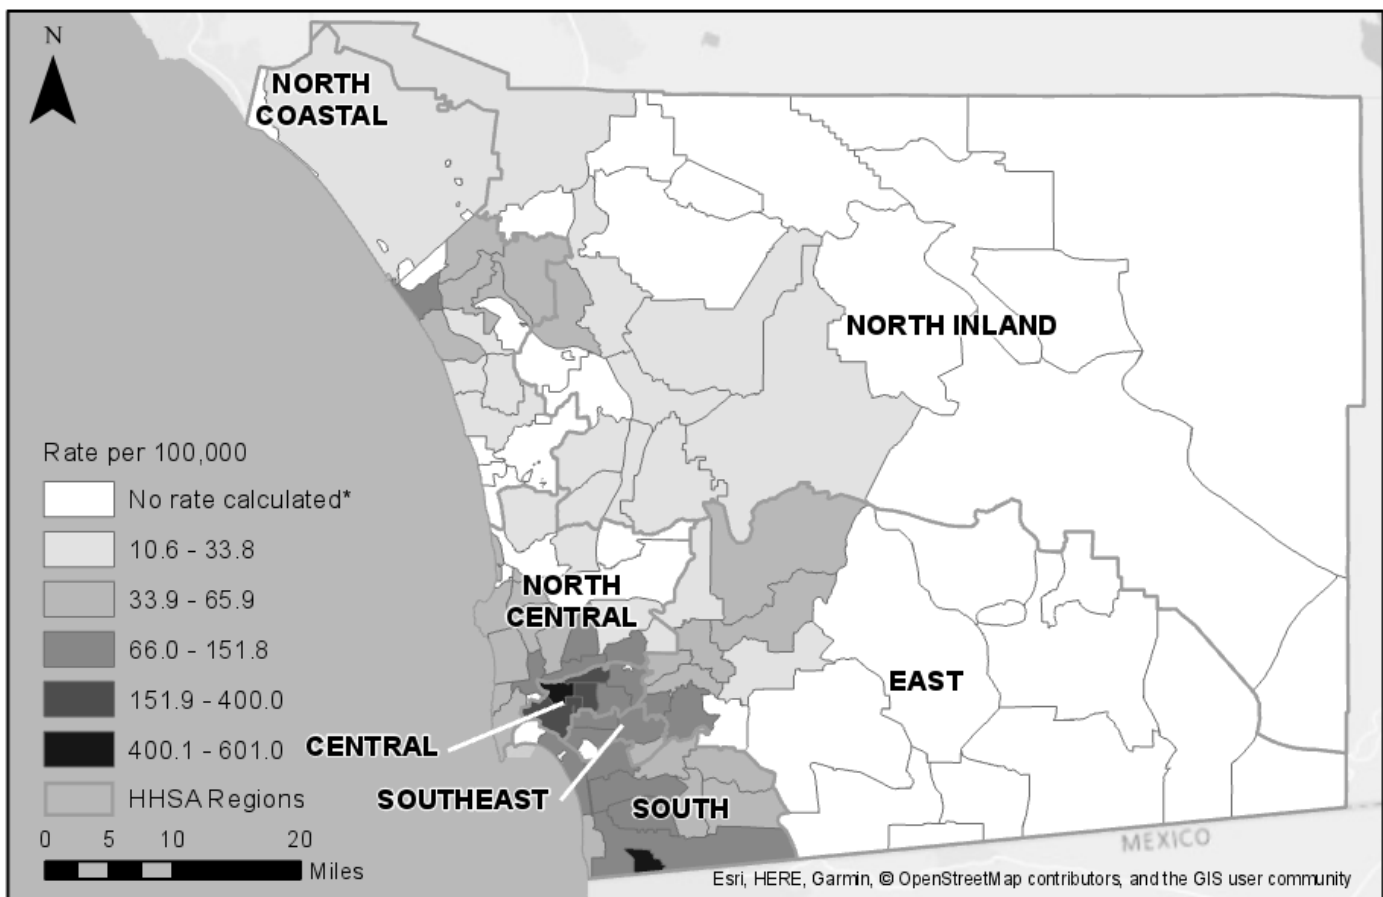 N
NORTH
COASTAL
NORTH INLAND
Rate per 100,000
No rate calculated*
10.6 - 33.8
33.9 - 65.9
66.0 - 151.8
151.9 - 400.0
400.1 - 601.0
HHSA Regions
NORTH
CENTRAL
EAST
CENTRAL
SOUTHEAST
SOUTH
0 5 10 20
Miles
MEXICO
Esri, HERE, Garmin, © OpenStreetMap contributors, and the GIS user community